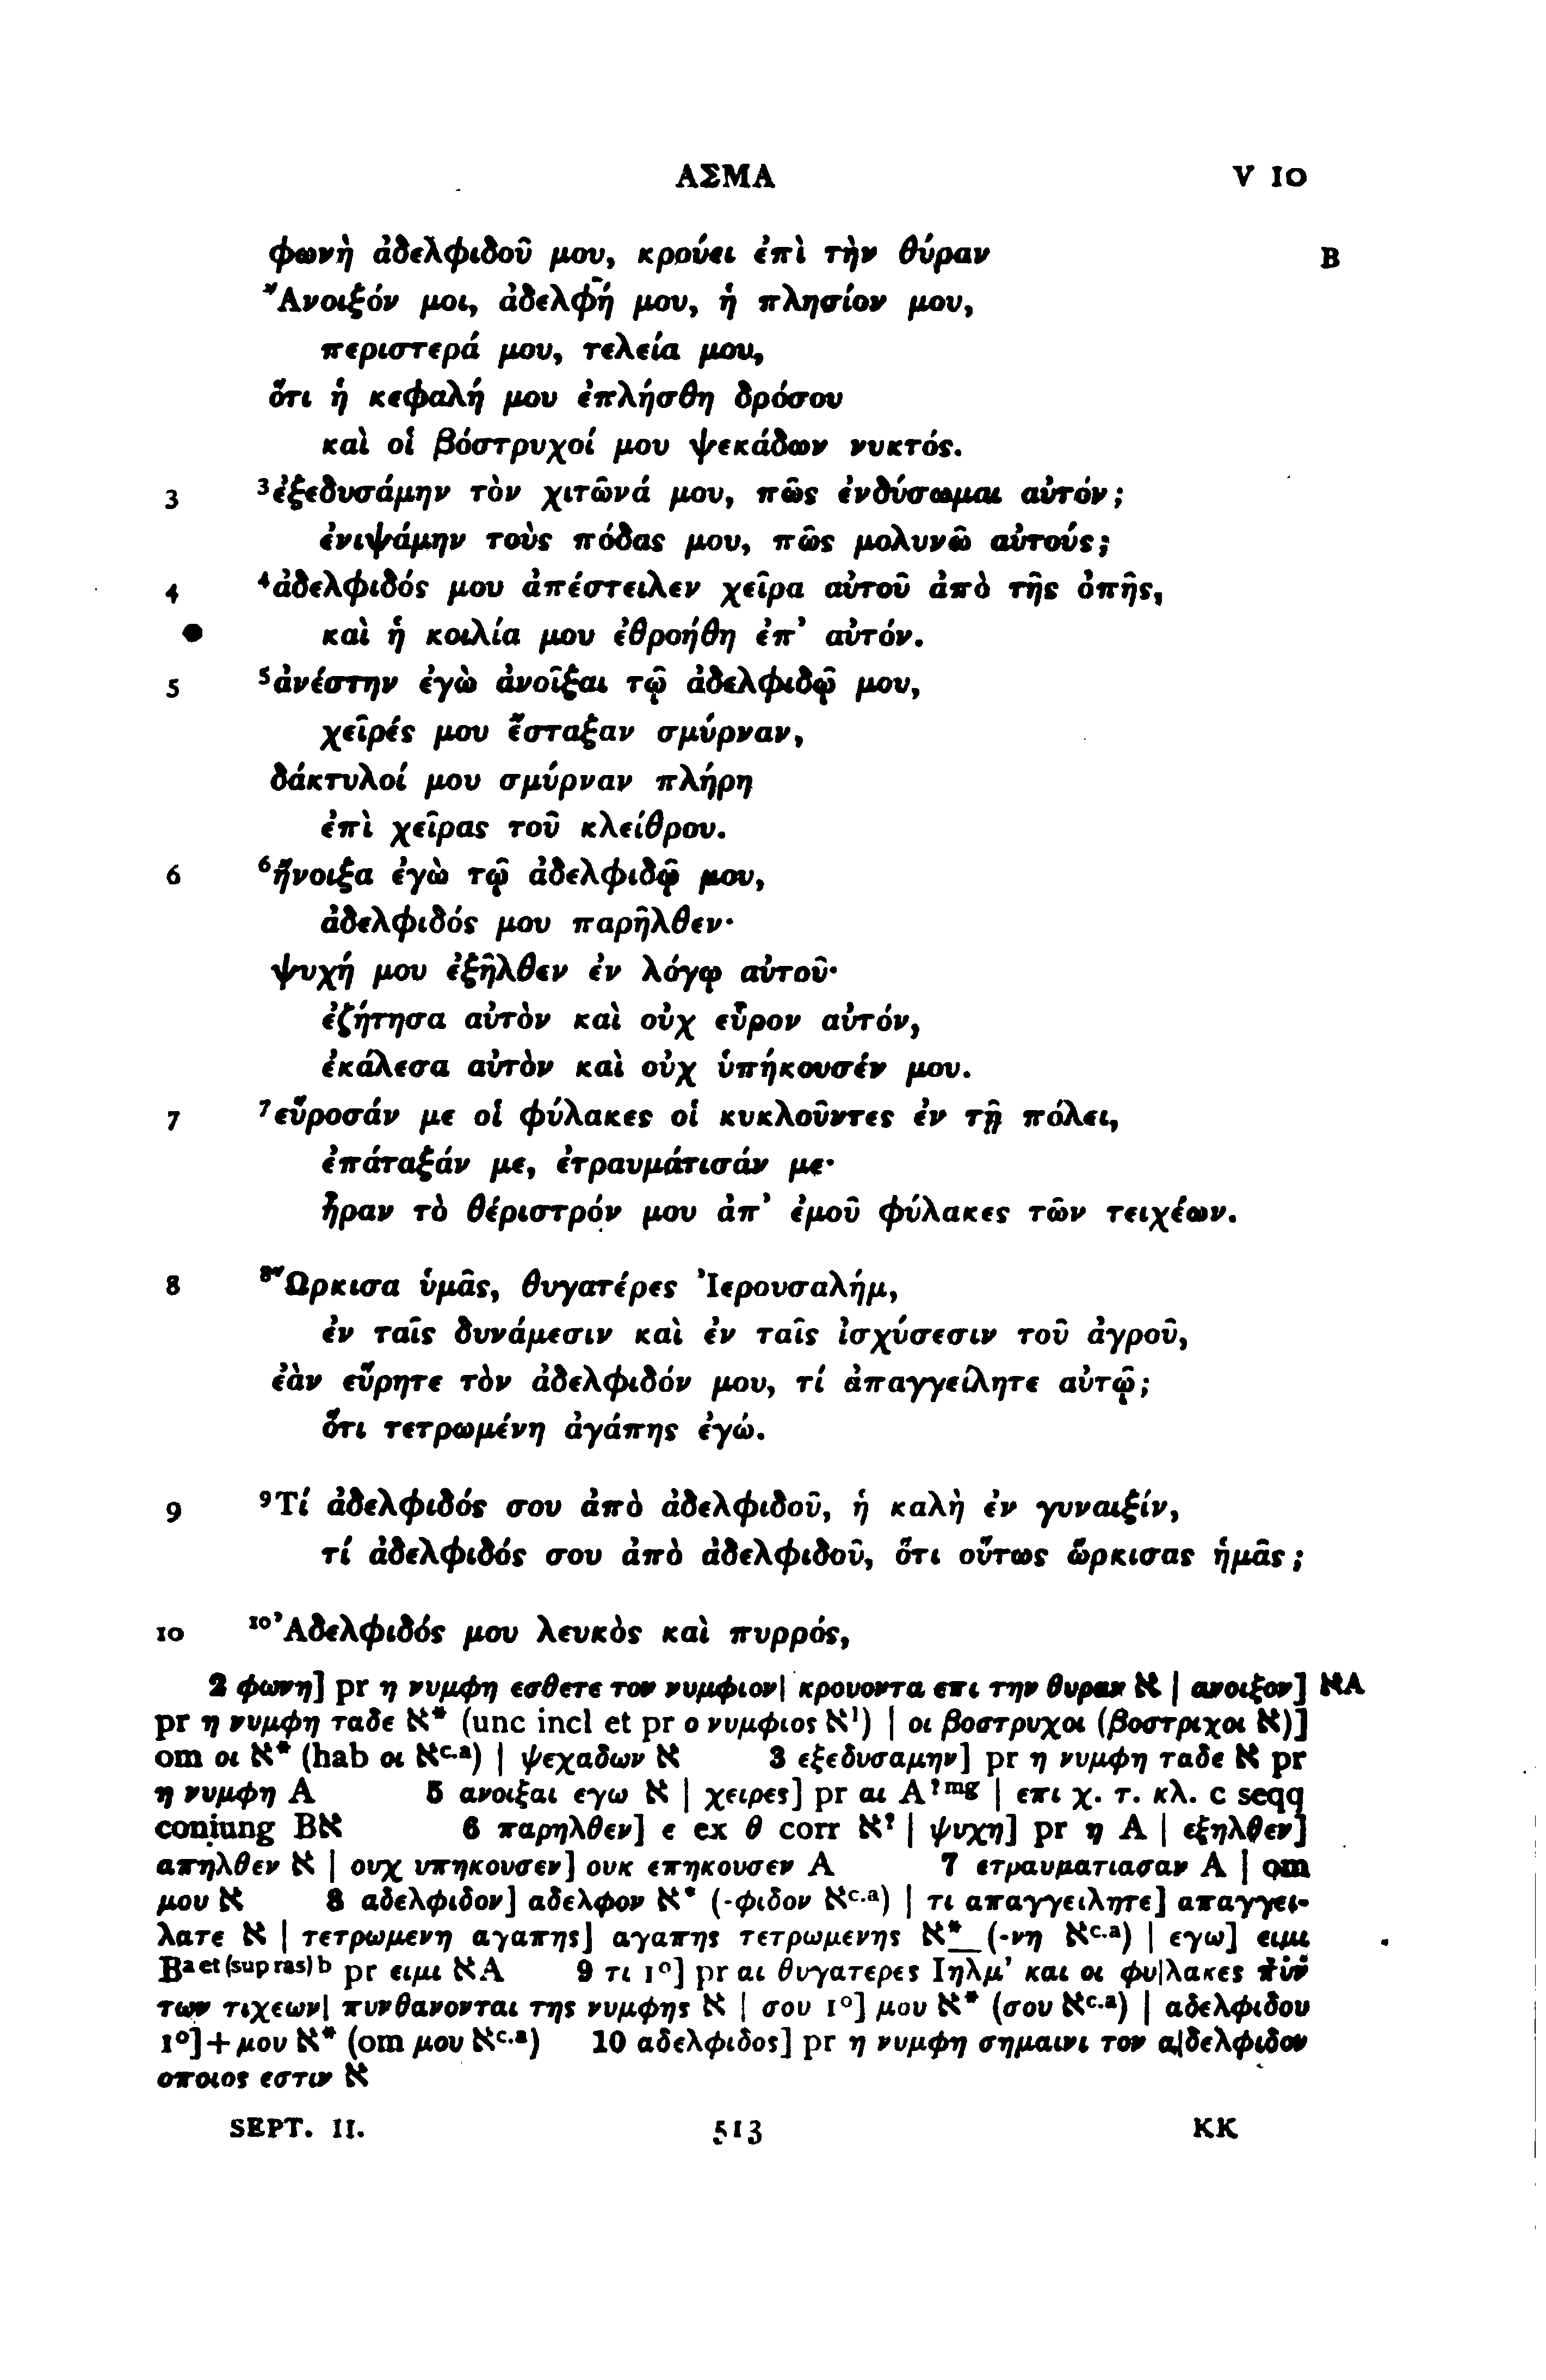 ΑΣΜΑ V 10
φωνὴ ἀδελφιδοῦ μου, κρούει ἐπὶ τὴν θύραν B
Ἄνοιξόν μοι, ἀδελφή μου, ἡ πλησίον μου,
περιστερά μου, τελεία μου,
ὅτι ἡ κεφαλή μου ἐπλήσθη δρόσου
καὶ οἱ βόστρυχοί μου ψεκάδων νυκτός.
3 ³ἐξεδυσάμην τὸν χιτῶνά μου, πῶς ἐνδύσωμαι αὐτόν;
ἐνιψάμην τοὺς πόδας μου, πῶς μολυνῶ αὐτούς;
4 ⁴ἀδελφιδός μου ἀπέστειλεν χεῖρα αὐτοῦ ἀπὸ τῆς ὀπῆς,
καὶ ἡ κοιλία μου ἐθροήθη ἐπ' αὐτόν.
5 ⁵ἀνέστην ἐγὼ ἀνοῖξαι τῷ ἀδελφιδῷ μου,
χεῖρές μου ἔσταξαν σμύρναν,
δάκτυλοί μου σμύρναν πλήρη
ἐπὶ χεῖρας τοῦ κλείθρου.
6 ⁶ἤνοιξα ἐγὼ τῷ ἀδελφιδῷ μου,
ἀδελφιδός μου παρῆλθεν·
ψυχή μου ἐξῆλθεν ἐν λόγῳ αὐτοῦ·
ἐζήτησα αὐτὸν καὶ οὐχ εὗρον αὐτόν,
ἐκάλεσα αὐτὸν καὶ οὐχ ὑπήκουσέν μου.
7 ⁷εὕροσάν με οἱ φύλακες οἱ κυκλοῦντες ἐν τῇ πόλει,
ἐπάταξάν με, ἐτραυμάτισάν με·
ἦραν τὸ θέριστρόν μου ἀπ' ἐμοῦ φύλακες τῶν τειχέων.
8 ⁸Ὥρκισα ὑμᾶς, θυγατέρες Ἰερουσαλήμ,
ἐν ταῖς δυνάμεσιν καὶ ἐν ταῖς ἰσχύσεσιν τοῦ ἀγροῦ,
ἐὰν εὕρητε τὸν ἀδελφιδόν μου, τί ἀπαγγείλητε αὐτῷ;
ὅτι τετρωμένη ἀγάπης ἐγώ.
9 ⁹Τί ἀδελφιδός σου ἀπὸ ἀδελφιδοῦ, ἡ καλὴ ἐν γυναιξίν,
τί ἀδελφιδός σου ἀπὸ ἀδελφιδοῦ, ὅτι οὕτως ὥρκισας ἡμᾶς;
10 ¹⁰Ἀδελφιδός μου λευκὸς καὶ πυρρός,
2 φωνη] pr η νυμφη εσθετε τον νυμφιον| κρουοντα επι την θυραν ℵ | ανοιξον] ℵA
pr η νυμφη ταδε ℵ* (unc incl et pr ο νυμφιος ℵ¹) | οι βοστρυχοι (βοστριχοι ℵ)]
om οι ℵ* (hab οι ℵᶜ·ᵃ) | ψεχαδων ℵ 3 εξεδυσαμην] pr η νυμφη ταδε ℵ pr
η νυμφη A 5 ανοιξαι εγω ℵ | χειρες] pr αι A?ᵐᵍ | επι χ. τ. κλ. c seqq
coniung Bℵ 6 παρηλθεν] ε ex θ corr ℵ? | ψυχη] pr η A | εξηλθεν]
απηλθεν ℵ | ουχ υπηκουσεν] ουκ επηκουσεν A 7 ετραυματιασαν A | om
μου ℵ 8 αδελφιδον] αδελφον ℵ* (-φιδον ℵᶜ·ᵃ) | τι απαγγειλητε] απαγγει-
λατε ℵ | τετρωμενη αγαπης] αγαπης τετρωμενης ℵ* (-νη ℵᶜ·ᵃ) | εγω] ειμι
Bᵃ ᵉᵗ ⁽ˢᵘᵖ ʳᵃˢ⁾ ᵇ pr ειμι ℵA 9 τι 1°] pr αι θυγατερες Ιηλμ' και οι φυ|λακες
των τιχεων| πυνθανονται της νυμφης ℵ | σου 1°] μου ℵ* (σου ℵᶜ·ᵃ) | αδελφιδου
1°]+μου ℵ* (om μου ℵᶜ·ᵃ) 10 αδελφιδος] pr η νυμφη σημαινι τον α|δελφιδον
οποιος εστιν ℵ
SEPT. II. 513 KK